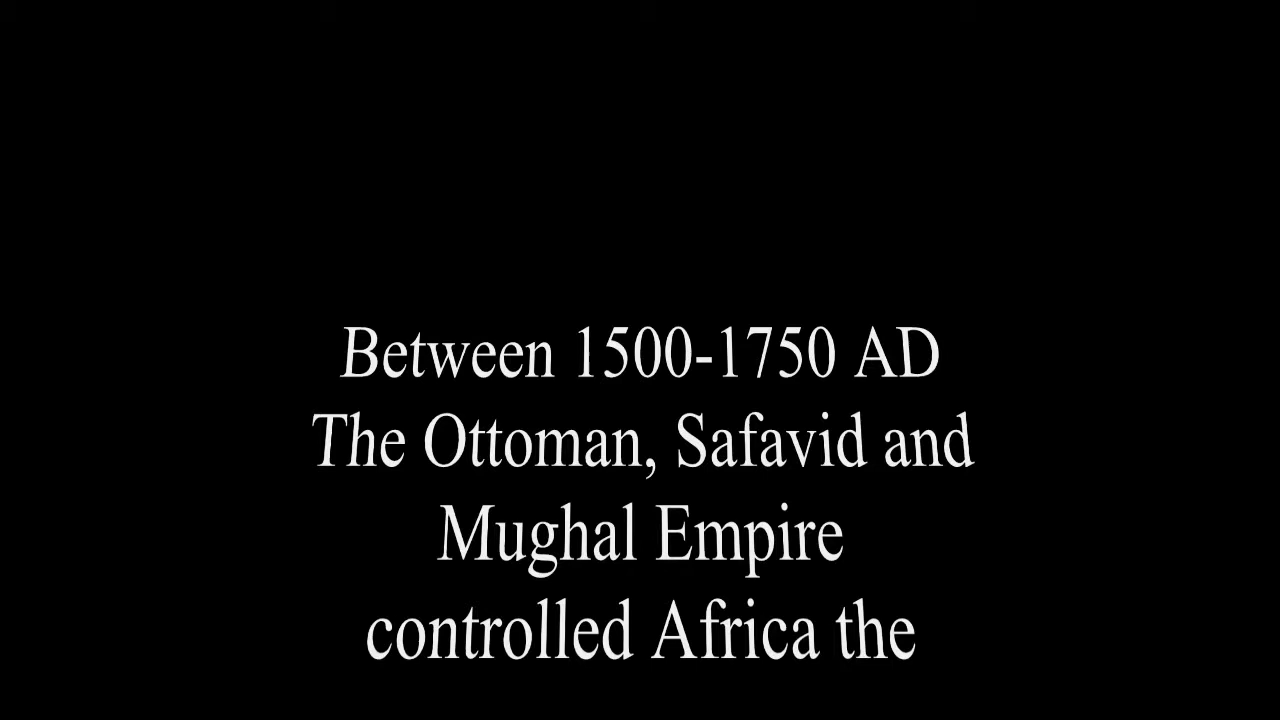 Between 1500-1750 AD
The Ottoman, Safavid and
Mughal Empire
controlled Africa the